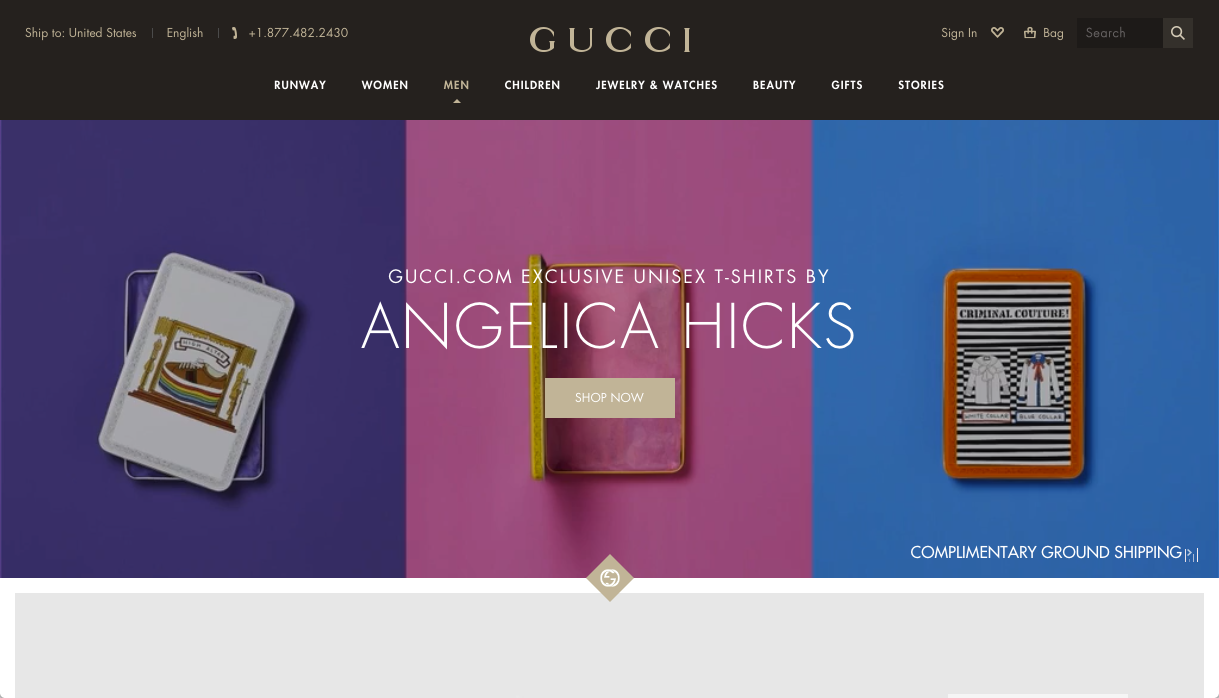 Ship to: United States
English
+1.877.482.2430
GUCCI
Sign In
Bag
Search
RUNWAY
WOMEN
MEN
CHILDREN
JEWELRY & WATCHES
BEAUTY
GIFTS
STORIES
GUCCI.COM EXCLUSIVE UNISEX T-SHIRTS BY
ANGELICA HICKS
SHOP NOW
HIGH ALTAR
CRIMINAL COUTURE!
WHITE COLLAR
BLUE COLLAR
COMPLIMENTARY GROUND SHIPPING